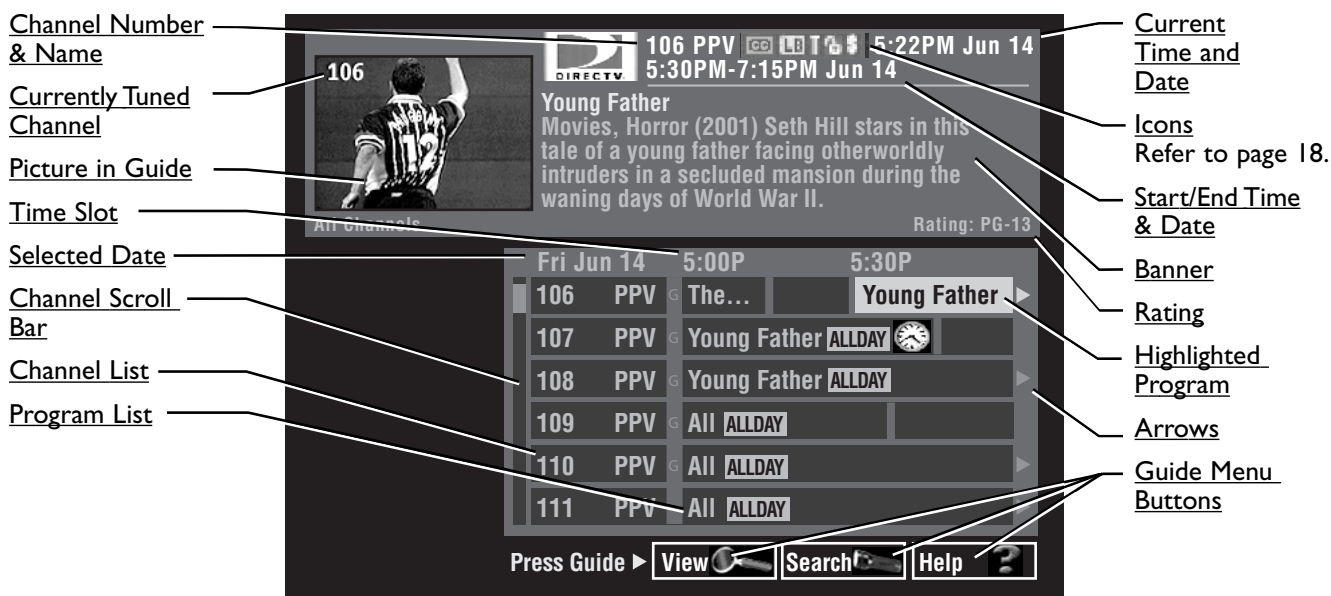 Channel Number
& Name
Currently Tuned
Channel
Picture in Guide
Time Slot
Selected Date
Channel Scroll
Bar
Channel List
Program List
106
DIRECTV
106 PPV CC LB T $ 5:22PM Jun 14
5:30PM-7:15PM Jun 14
Young Father
Movies, Horror (2001) Seth Hill stars in this
tale of a young father facing otherworldly
intruders in a secluded mansion during the
waning days of World War II.
All Channels
Rating: PG-13
Fri Jun 14 5:00P 5:30P
106 PPV G The... Young Father
107 PPV G Young Father ALLDAY
108 PPV G Young Father ALLDAY
109 PPV G All ALLDAY
110 PPV G All ALLDAY
111 PPV All ALLDAY
Press Guide View Search Help ?
Current
Time and
Date
Icons
Refer to page 18.
Start/End Time
& Date
Banner
Rating
Highlighted
Program
Arrows
Guide Menu
Buttons